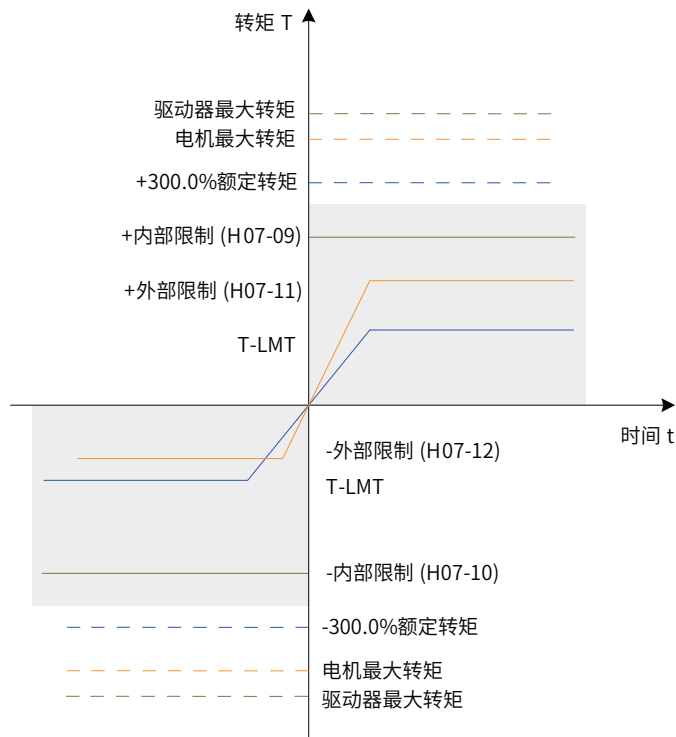 转矩 T
驱动器最大转矩
电机最大转矩
+300.0%额定转矩
+内部限制 (H07-09)
+外部限制 (H07-11)
T-LMT
时间 t
-外部限制 (H07-12)
T-LMT
-内部限制 (H07-10)
-300.0%额定转矩
电机最大转矩
驱动器最大转矩